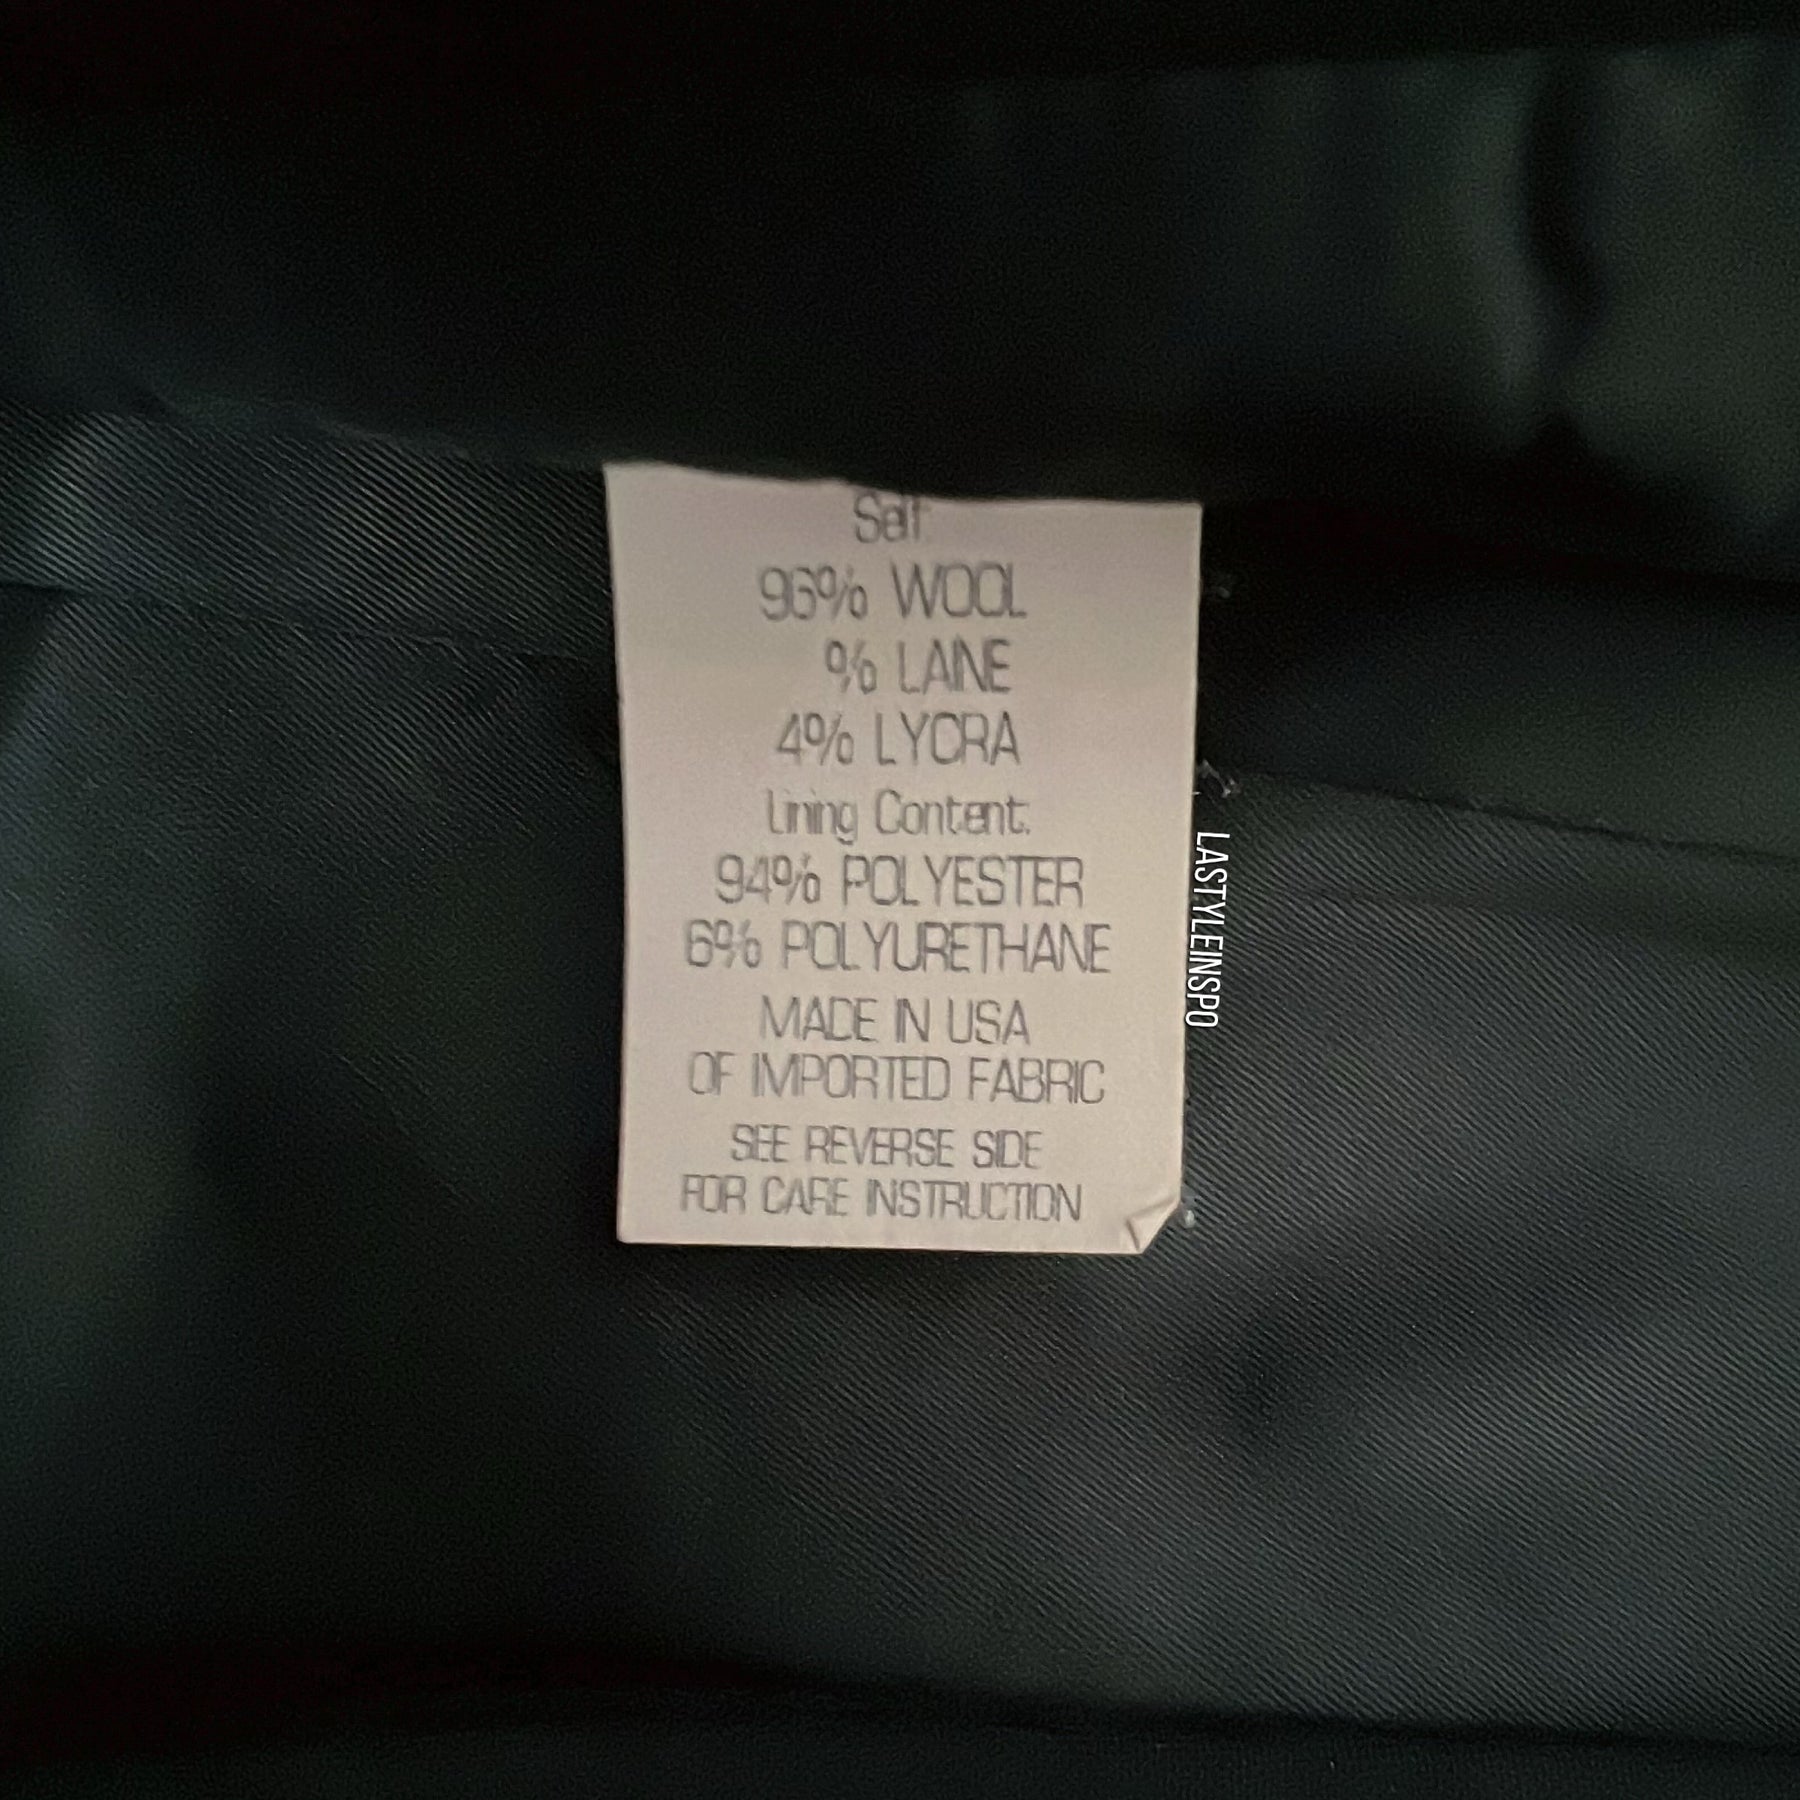 Self:
96% WOOL
% LAINE
4% LYCRA
Lining Content:
94% POLYESTER
6% POLYURETHANE
MADE IN USA
OF IMPORTED FABRIC
SEE REVERSE SIDE
FOR CARE INSTRUCTION
LASTYLEINSPO